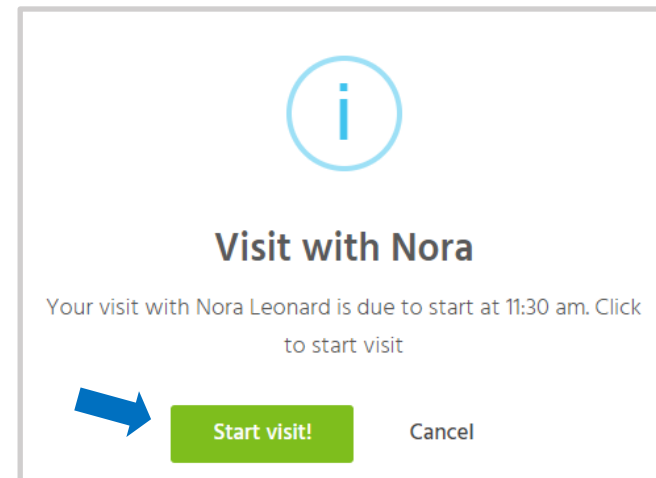 i
Visit with Nora
Your visit with Nora Leonard is due to start at 11:30 am. Click
to start visit
Start visit! Cancel